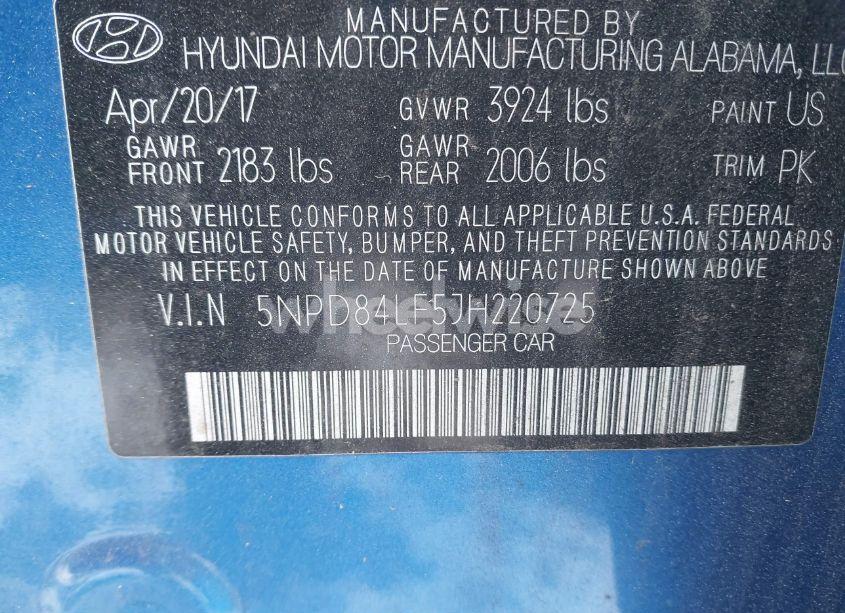 MANUFACTURED BY
HYUNDAI MOTOR MANUFACTURING ALABAMA, LLC
Apr/20/17 GVWR 3924 lbs PAINT US
GAWR FRONT 2183 lbs GAWR REAR 2006 lbs TRIM PK
THIS VEHICLE CONFORMS TO ALL APPLICABLE U.S.A. FEDERAL
MOTOR VEHICLE SAFETY, BUMPER, AND THEFT PREVENTION STANDARDS
IN EFFECT ON THE DATE OF MANUFACTURE SHOWN ABOVE
V.I.N 5NPD84LF5JH220725
wheelwise
PASSENGER CAR